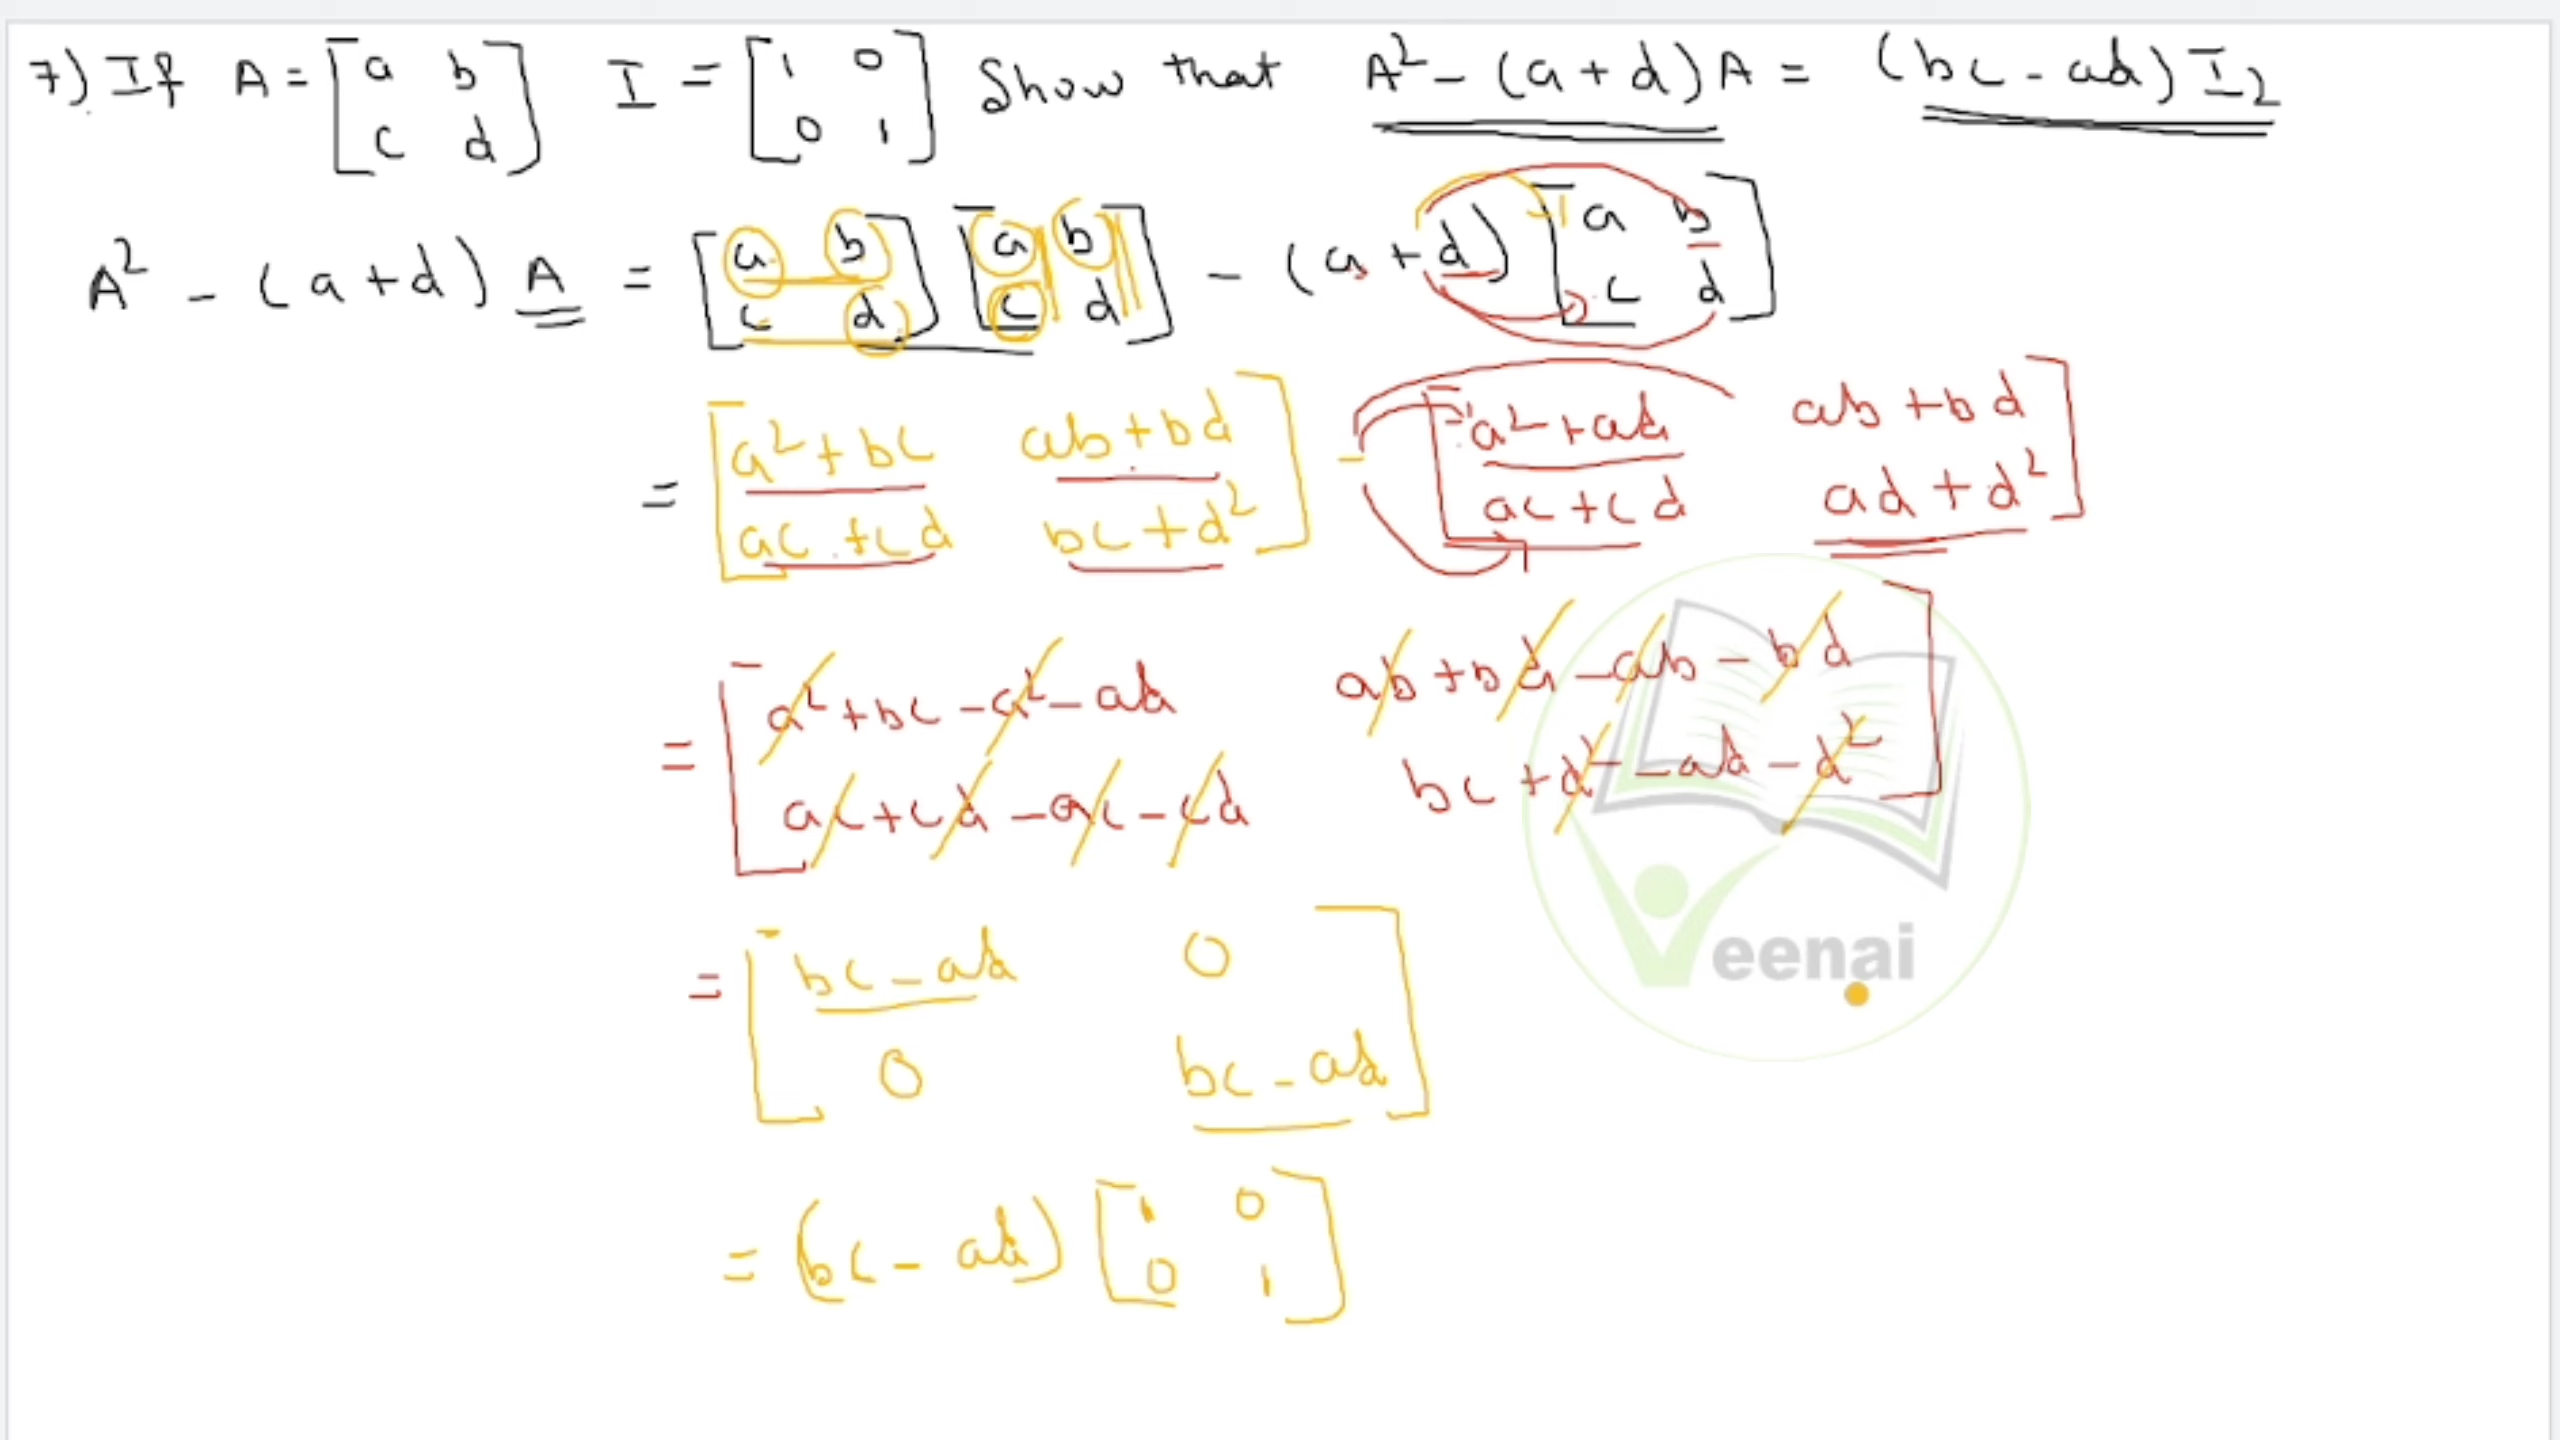 7) If A = [a b; c d] I = [1 0; 0 1] Show that A² - (a+d)A = (bc-ad)I₂
A² - (a+d)A = [a b; c d] [a b; c d] - (a+d) [a b; c d]
= [a²+bc ab+bd; ac+cd bc+d²] - [a²+ad ab+bd; ac+cd ad+d²]
= [a²+bc-a²-ad ab+bd-ab-bd; ac+cd-ac-cd bc+d²-ad-d²]
= [bc-ad 0; 0 bc-ad]
= (bc-ad) [1 0; 0 1]
Veenai